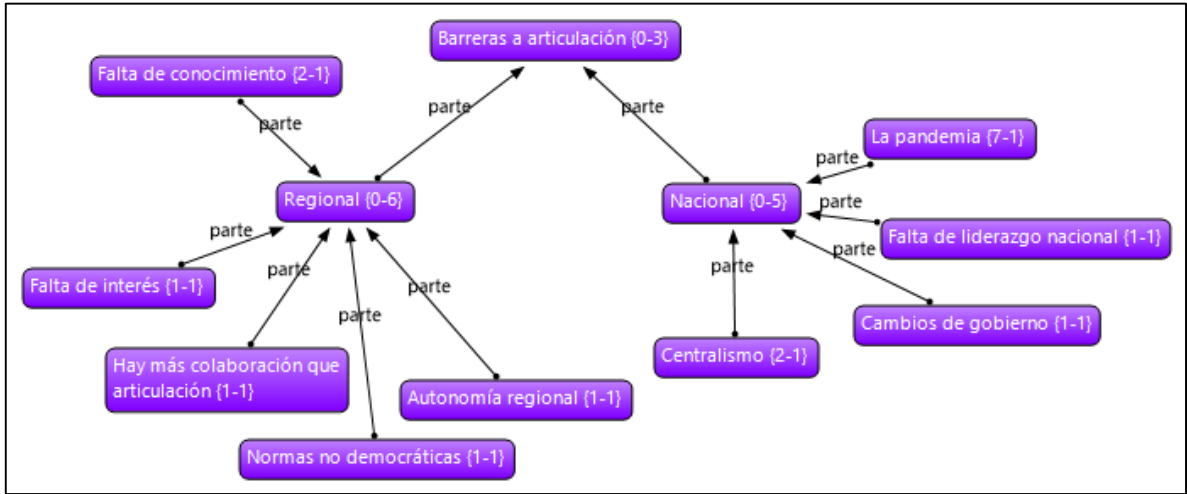 Barreras a articulación {0-3}
Falta de conocimiento {2-1}
parte
parte
parte
La pandemia {7-1}
parte
Regional {0-6}
Nacional {0-5}
parte
Falta de liderazgo nacional {1-1}
parte
parte
parte
Falta de interés {1-1}
parte
parte
parte
Cambios de gobierno {1-1}
Centralismo {2-1}
Hay más colaboración que
articulación {1-1}
Autonomía regional {1-1}
Normas no democráticas {1-1}